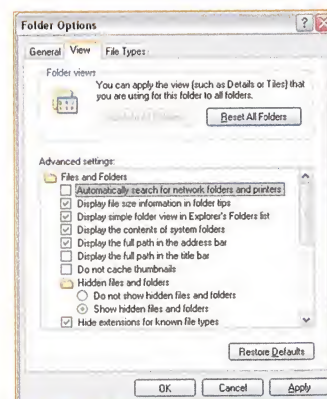 Folder Options
General View File Types
Folder views
You can apply the view (such as Details or Tiles) that
you are using for this folder to all folders.
Reset All Folders
Advanced settings:
Files and Folders
Automatically search for network folders and printers
Display file size information in folder tips
Display simple folder view in Explorer's Folders list
Display the contents of system folders
Display the full path in the address bar
Display the full path in the title bar
Do not cache thumbnails
Hidden files and folders
Do not show hidden files and folders
Show hidden files and folders
Hide extensions for known file types
Restore Defaults
OK Cancel Apply